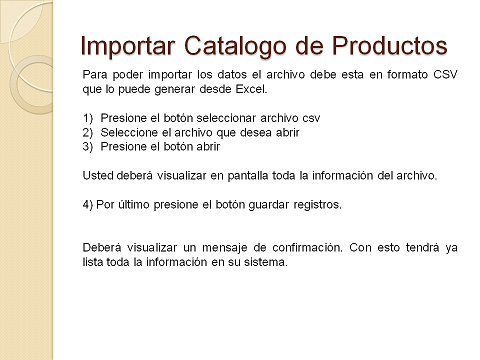 Importar Catalogo de Productos
Para poder importar los datos el archivo debe esta en formato CSV
que lo puede generar desde Excel.
1) Presione el botón seleccionar archivo csv
2) Seleccione el archivo que desea abrir
3) Presione el botón abrir
Usted deberá visualizar en pantalla toda la información del archivo.
4) Por último presione el botón guardar registros.
Deberá visualizar un mensaje de confirmación. Con esto tendrá ya
lista toda la información en su sistema.